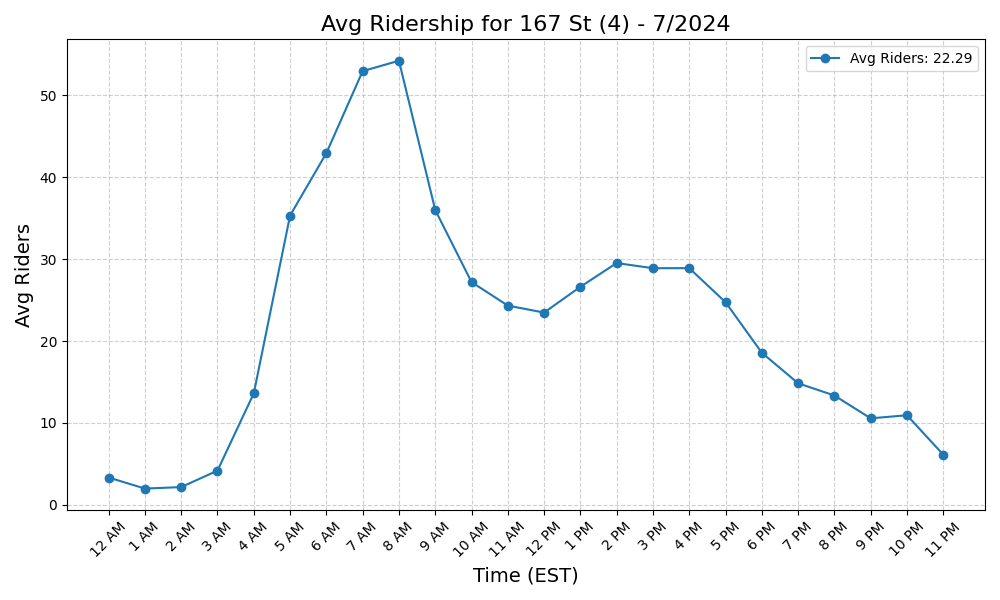 Avg Ridership for 167 St (4) - 7/2024
Avg Riders: 22.29
Avg Riders
50
40
30
20
10
0
12 AM 1 AM 2 AM 3 AM 4 AM 5 AM 6 AM 7 AM 8 AM 9 AM 10 AM 11 AM 12 PM 1 PM 2 PM 3 PM 4 PM 5 PM 6 PM 7 PM 8 PM 9 PM 10 PM 11 PM
Time (EST)